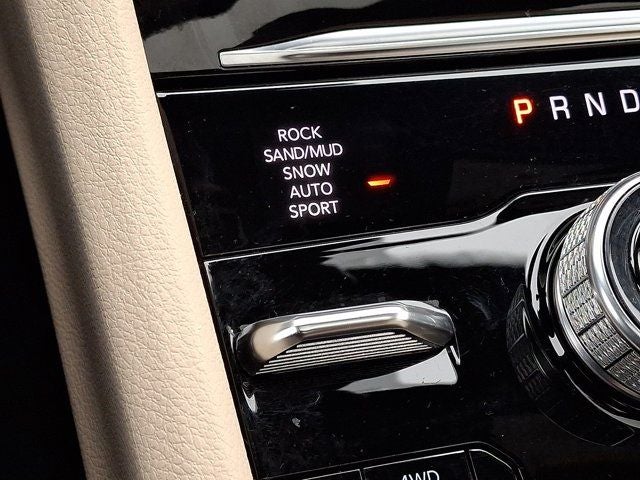 P R N D
ROCK
SAND/MUD
SNOW
AUTO
SPORT
4WD